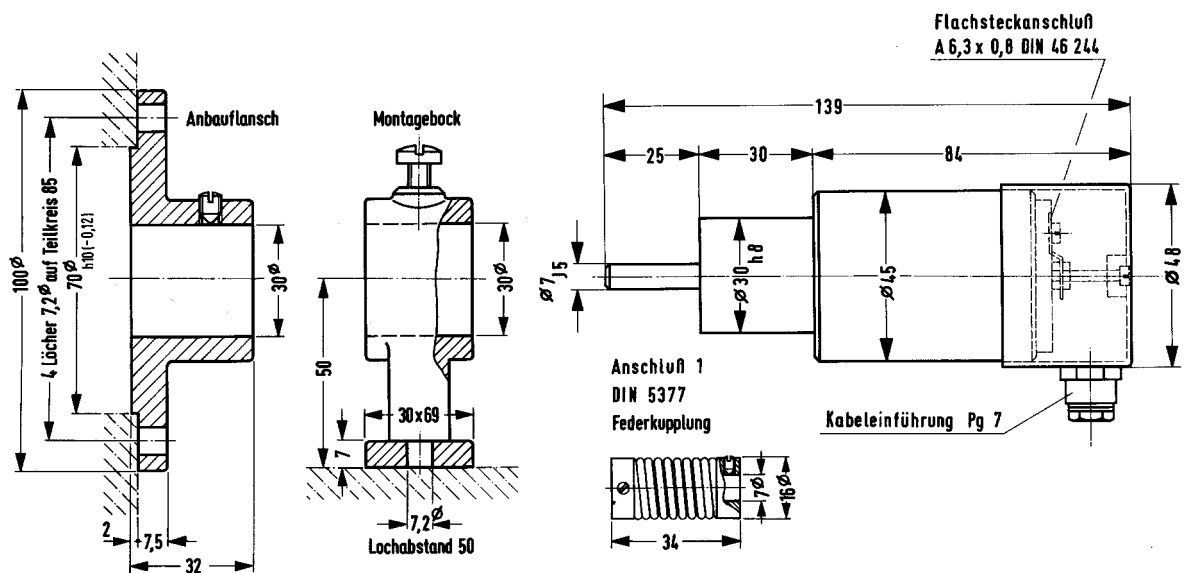 Flachsteckanschluß
A 6,3 x 0,8 DIN 46 244
139
25
30
84
Ø 7 j5
Ø 30 h8
Ø 45
Ø 48
Anbauflansch
Montagebock
100 Ø
4 Löcher 7,2 Ø auf Teilkreis 85
70 Ø
h10 (-0,12)
30 Ø
2
7,5
32
50
30 Ø
30 x 69
7
7,2 Ø
Lochabstand 50
Anschluß 1
DIN 5377
Federkupplung
7 Ø
16 Ø
34
Kabeleinführung Pg 7